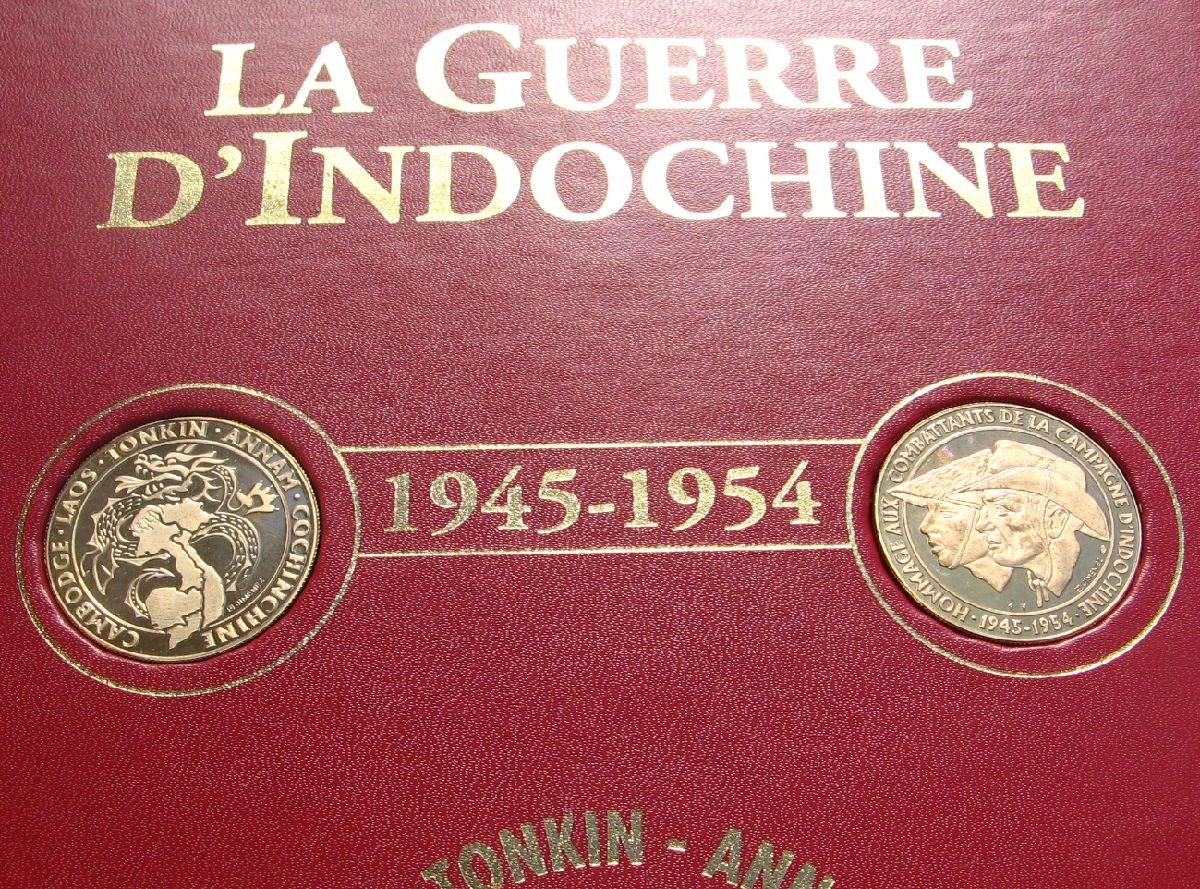 LA GUERRE
D'INDOCHINE
CAMBODGE · LAOS · TONKIN · ANNAM · COCHINCHINE
1945-1954
HOMMAGE AUX COMBATTANTS DE LA CAMPAGNE D'INDOCHINE
· 1945-1954 ·
TONKIN - ANN